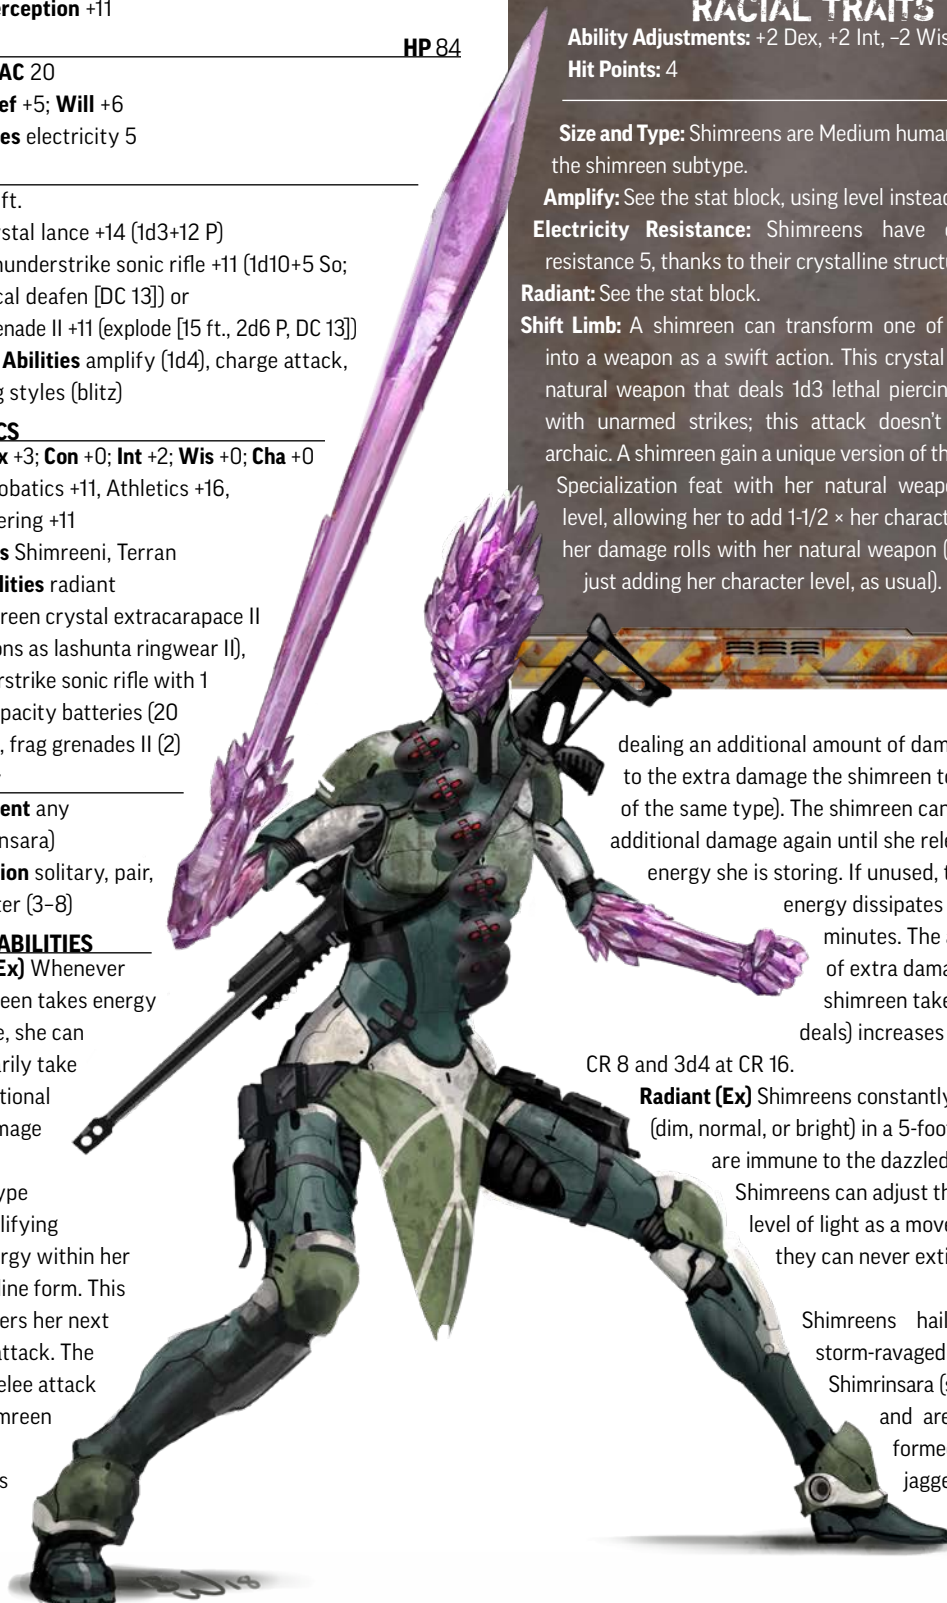 erception +11
HP 84
AC 20
ef +5; Will +6
es electricity 5
ft.
stal lance +14 (1d3+12 P)
hunderstrike sonic rifle +11 (1d10+5 So;
cal deafen [DC 13]) or
enade II +11 (explode [15 ft., 2d6 P, DC 13])
Abilities amplify (1d4), charge attack,
g styles (blitz)
CS
x +3; Con +0; Int +2; Wis +0; Cha +0
obatics +11, Athletics +16,
ering +11
s Shimreeni, Terran
lities radiant
reen crystal extracarapace II
ons as lashunta ringwear II),
rstrike sonic rifle with 1
pacity batteries (20
, frag grenades II (2)
ent any
nsara)
ion solitary, pair,
ter (3–8)
ABILITIES
Ex) Whenever
een takes energy
e, she can
arily take
tional
mage
ype
lifying
rgy within her
line form. This
ers her next
attack. The
elee attack
mreen
s
RACIAL TRAITS
Ability Adjustments: +2 Dex, +2 Int, –2 Wis
Hit Points: 4
Size and Type: Shimreens are Medium human
the shimreen subtype.
Amplify: See the stat block, using level instead
Electricity Resistance: Shimreens have e
resistance 5, thanks to their crystalline structu
Radiant: See the stat block.
Shift Limb: A shimreen can transform one of
into a weapon as a swift action. This crystal
natural weapon that deals 1d3 lethal piercin
with unarmed strikes; this attack doesn't
archaic. A shimreen gain a unique version of th
Specialization feat with her natural weapo
level, allowing her to add 1-1/2 × her charact
her damage rolls with her natural weapon (
just adding her character level, as usual).
dealing an additional amount of dam
to the extra damage the shimreen to
of the same type). The shimreen can
additional damage again until she rele
energy she is storing. If unused, t
energy dissipates
minutes. The a
of extra dama
shimreen take
deals) increases
CR 8 and 3d4 at CR 16.
Radiant (Ex) Shimreens constantly
(dim, normal, or bright) in a 5-foo
are immune to the dazzled
Shimreens can adjust th
level of light as a move
they can never exti
Shimreens hail
storm-ravaged
Shimrinsara (s
and are
forme
jagge
BW 18